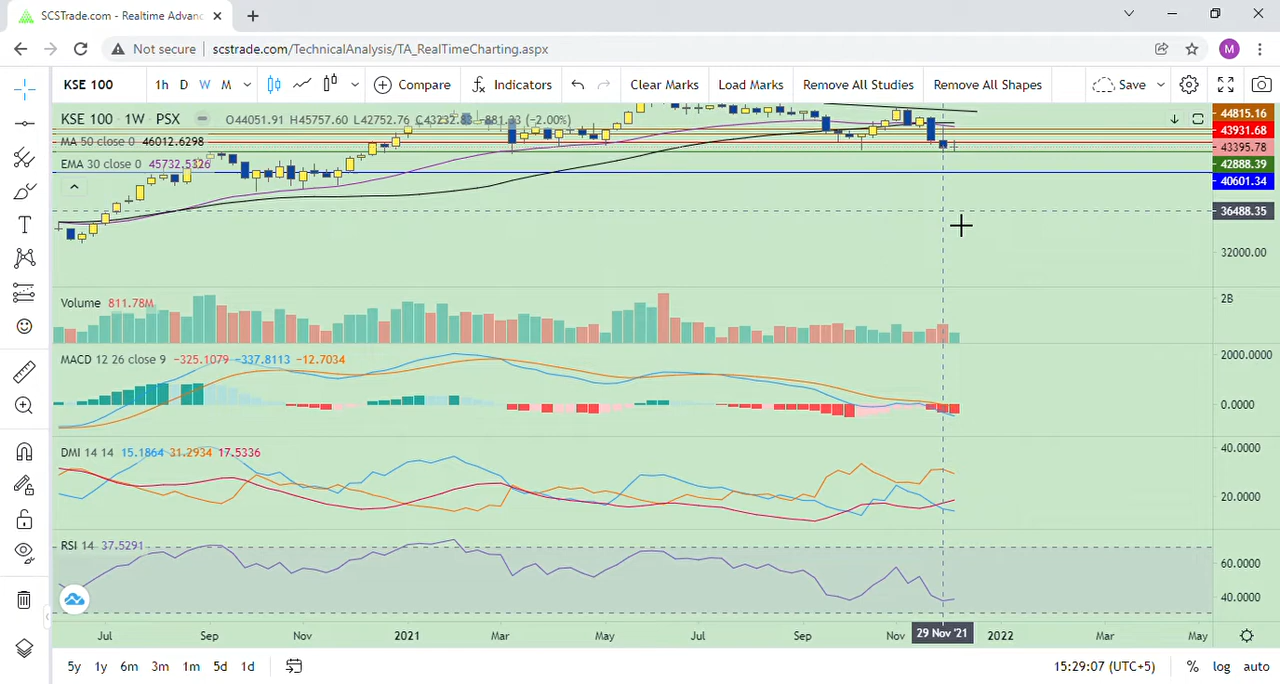 SCSTrade.com - Realtime Advanc
Not secure scstrade.com/TechnicalAnalysis/TA_RealTimeCharting.aspx M
KSE 100 1h D W M Compare Indicators Clear Marks Load Marks Remove All Studies Remove All Shapes Save
KSE 100 · 1W · PSX O44051.91 H45757.60 L42752.76 C43232.83 −881.33 (−2.00%)
MA 50 close 0 46012.6298
EMA 30 close 0 45732.5326
44815.16
43931.68
43395.78
42888.39
40601.34
36488.35
32000.00
Volume 811.78M
2B
MACD 12 26 close 9 −325.1079 −337.8113 −12.7034
2000.0000
0.0000
DMI 14 14 15.1864 31.2934 17.5336
40.0000
20.0000
RSI 14 37.5291
60.0000
40.0000
Jul Sep Nov 2021 Mar May Jul Sep Nov 29 Nov '21 2022 Mar May
5y 1y 6m 3m 1m 5d 1d 15:29:07 (UTC+5) % log auto